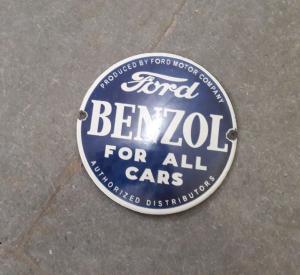 PRODUCED BY FORD MOTOR COMPANY
Ford
BENZOL
FOR ALL
CARS
AUTHORIZED DISTRIBUTORS